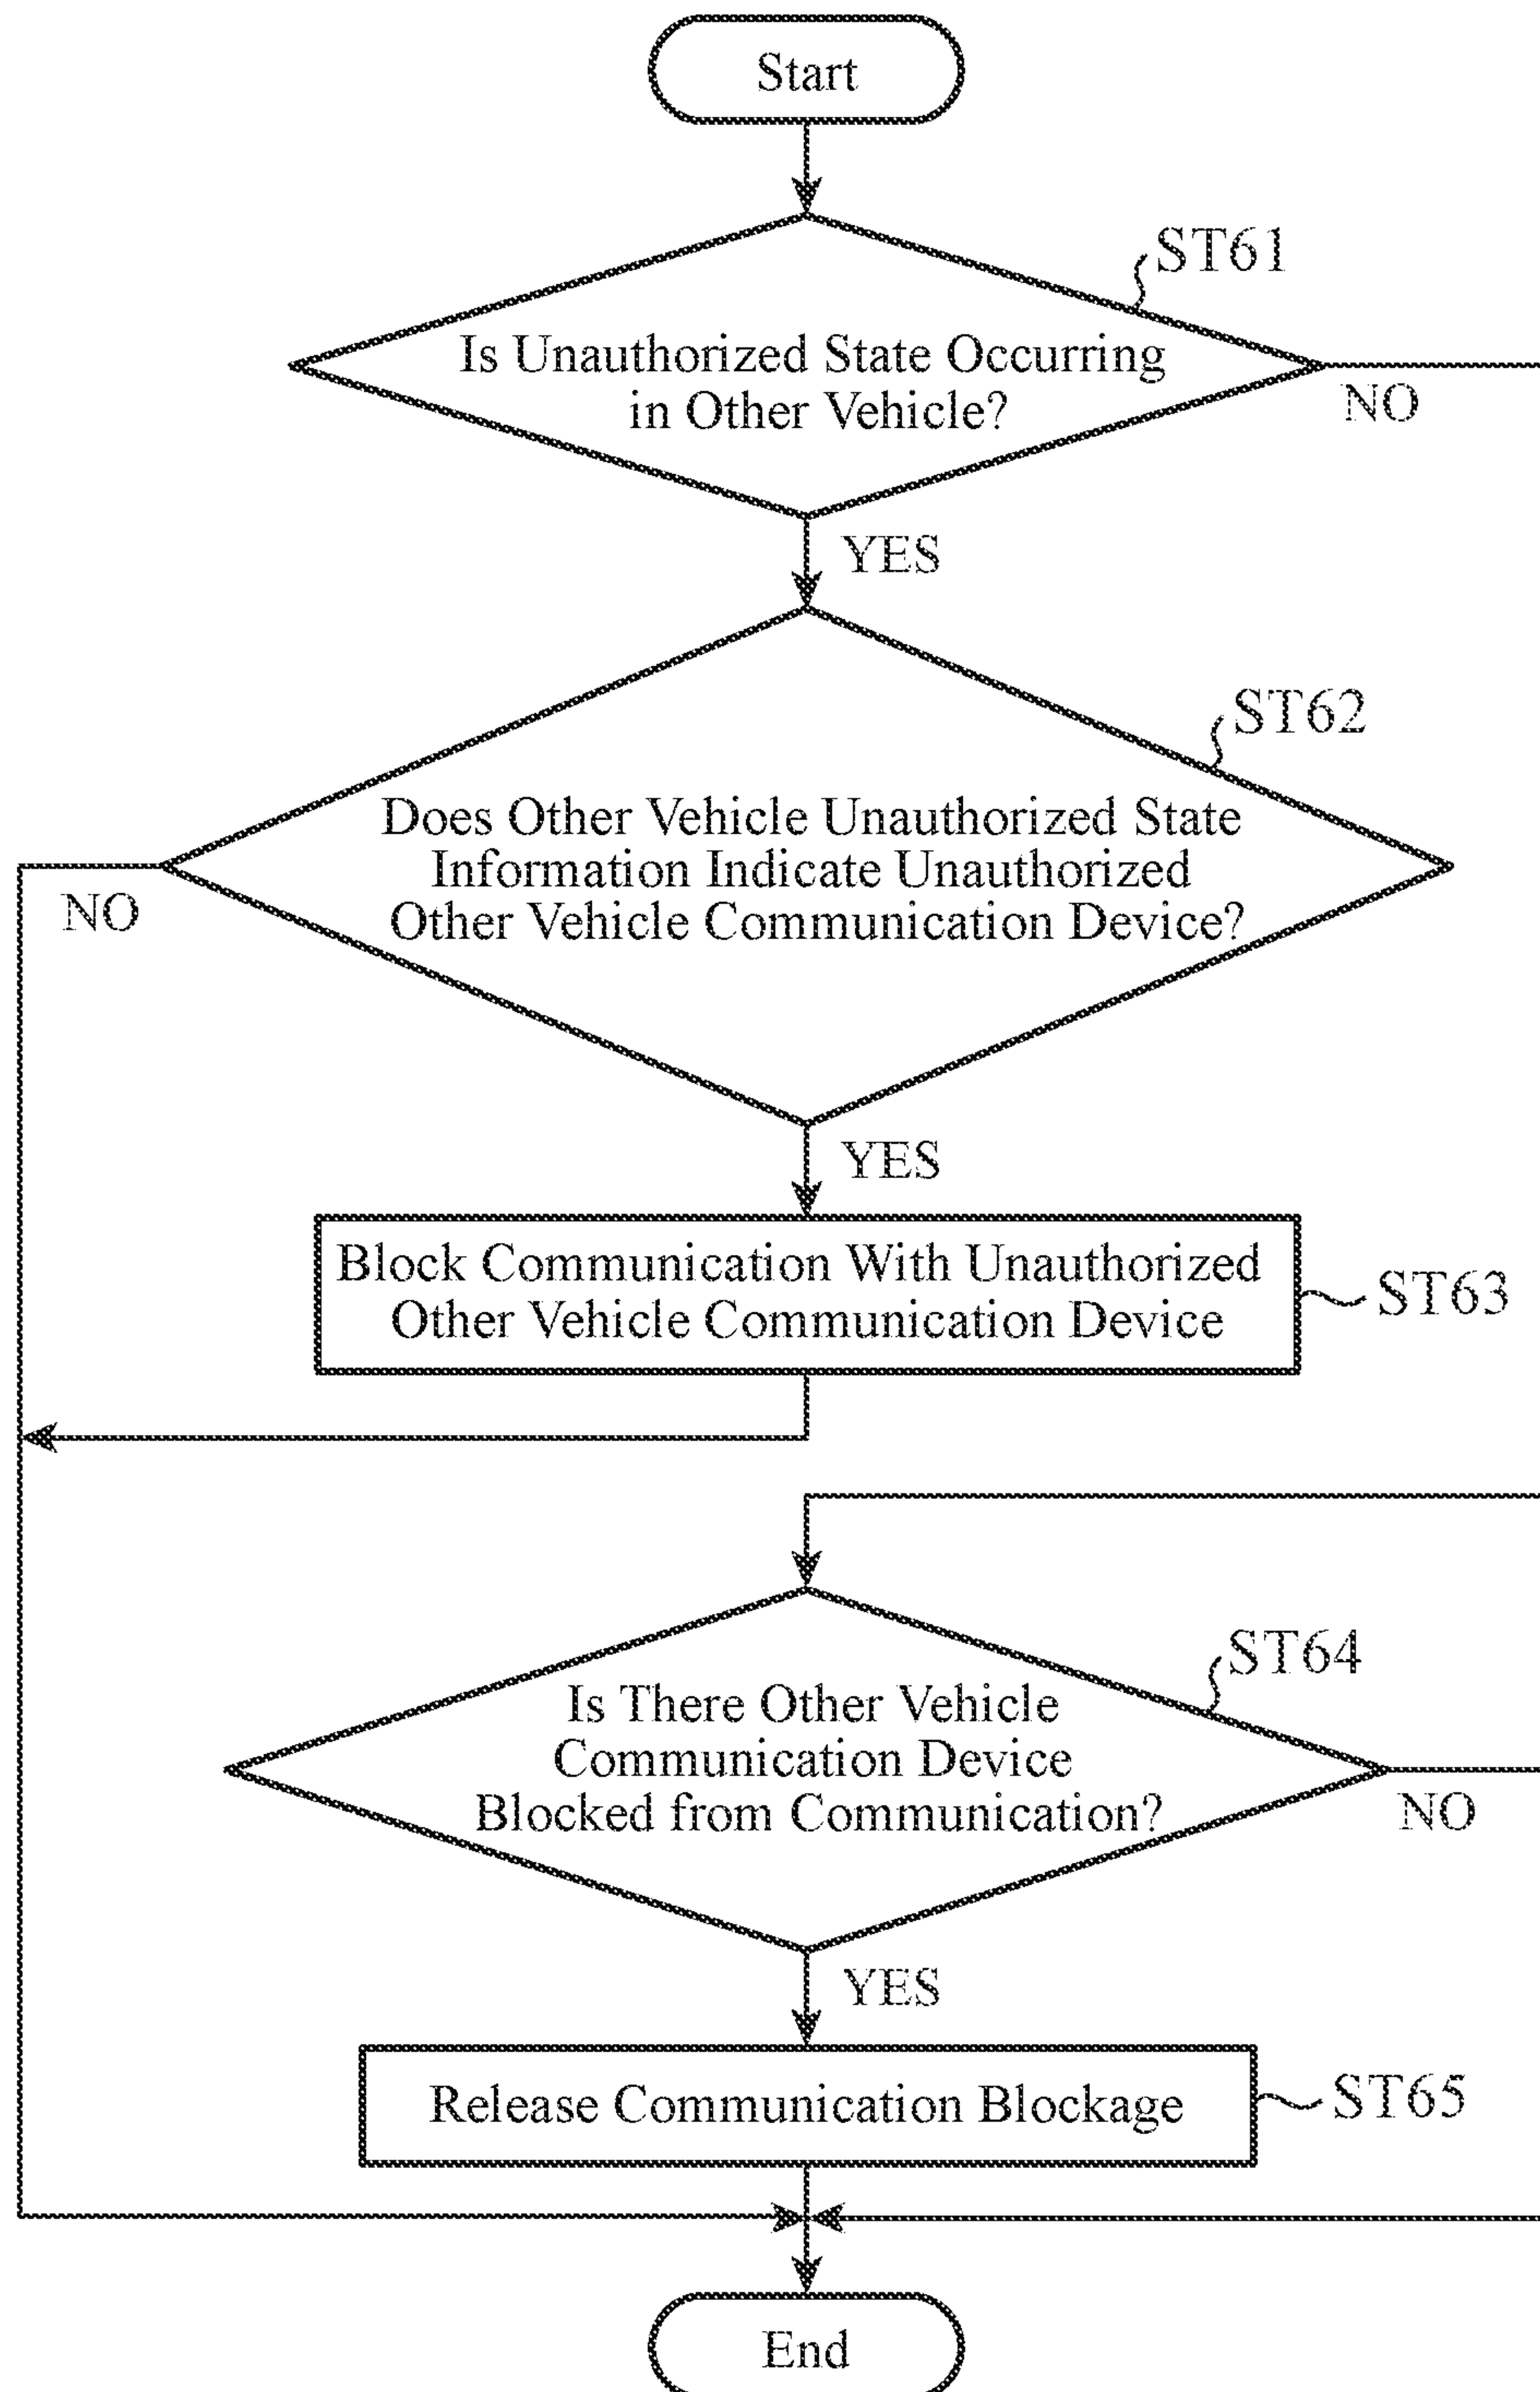 Start
ST61
Is Unauthorized State Occurring
in Other Vehicle?
NO
YES
ST62
Does Other Vehicle Unauthorized State
Information Indicate Unauthorized
Other Vehicle Communication Device?
NO
YES
Block Communication With Unauthorized
Other Vehicle Communication Device
ST63
ST64
Is There Other Vehicle
Communication Device
Blocked from Communication?
NO
YES
Release Communication Blockage
ST65
End